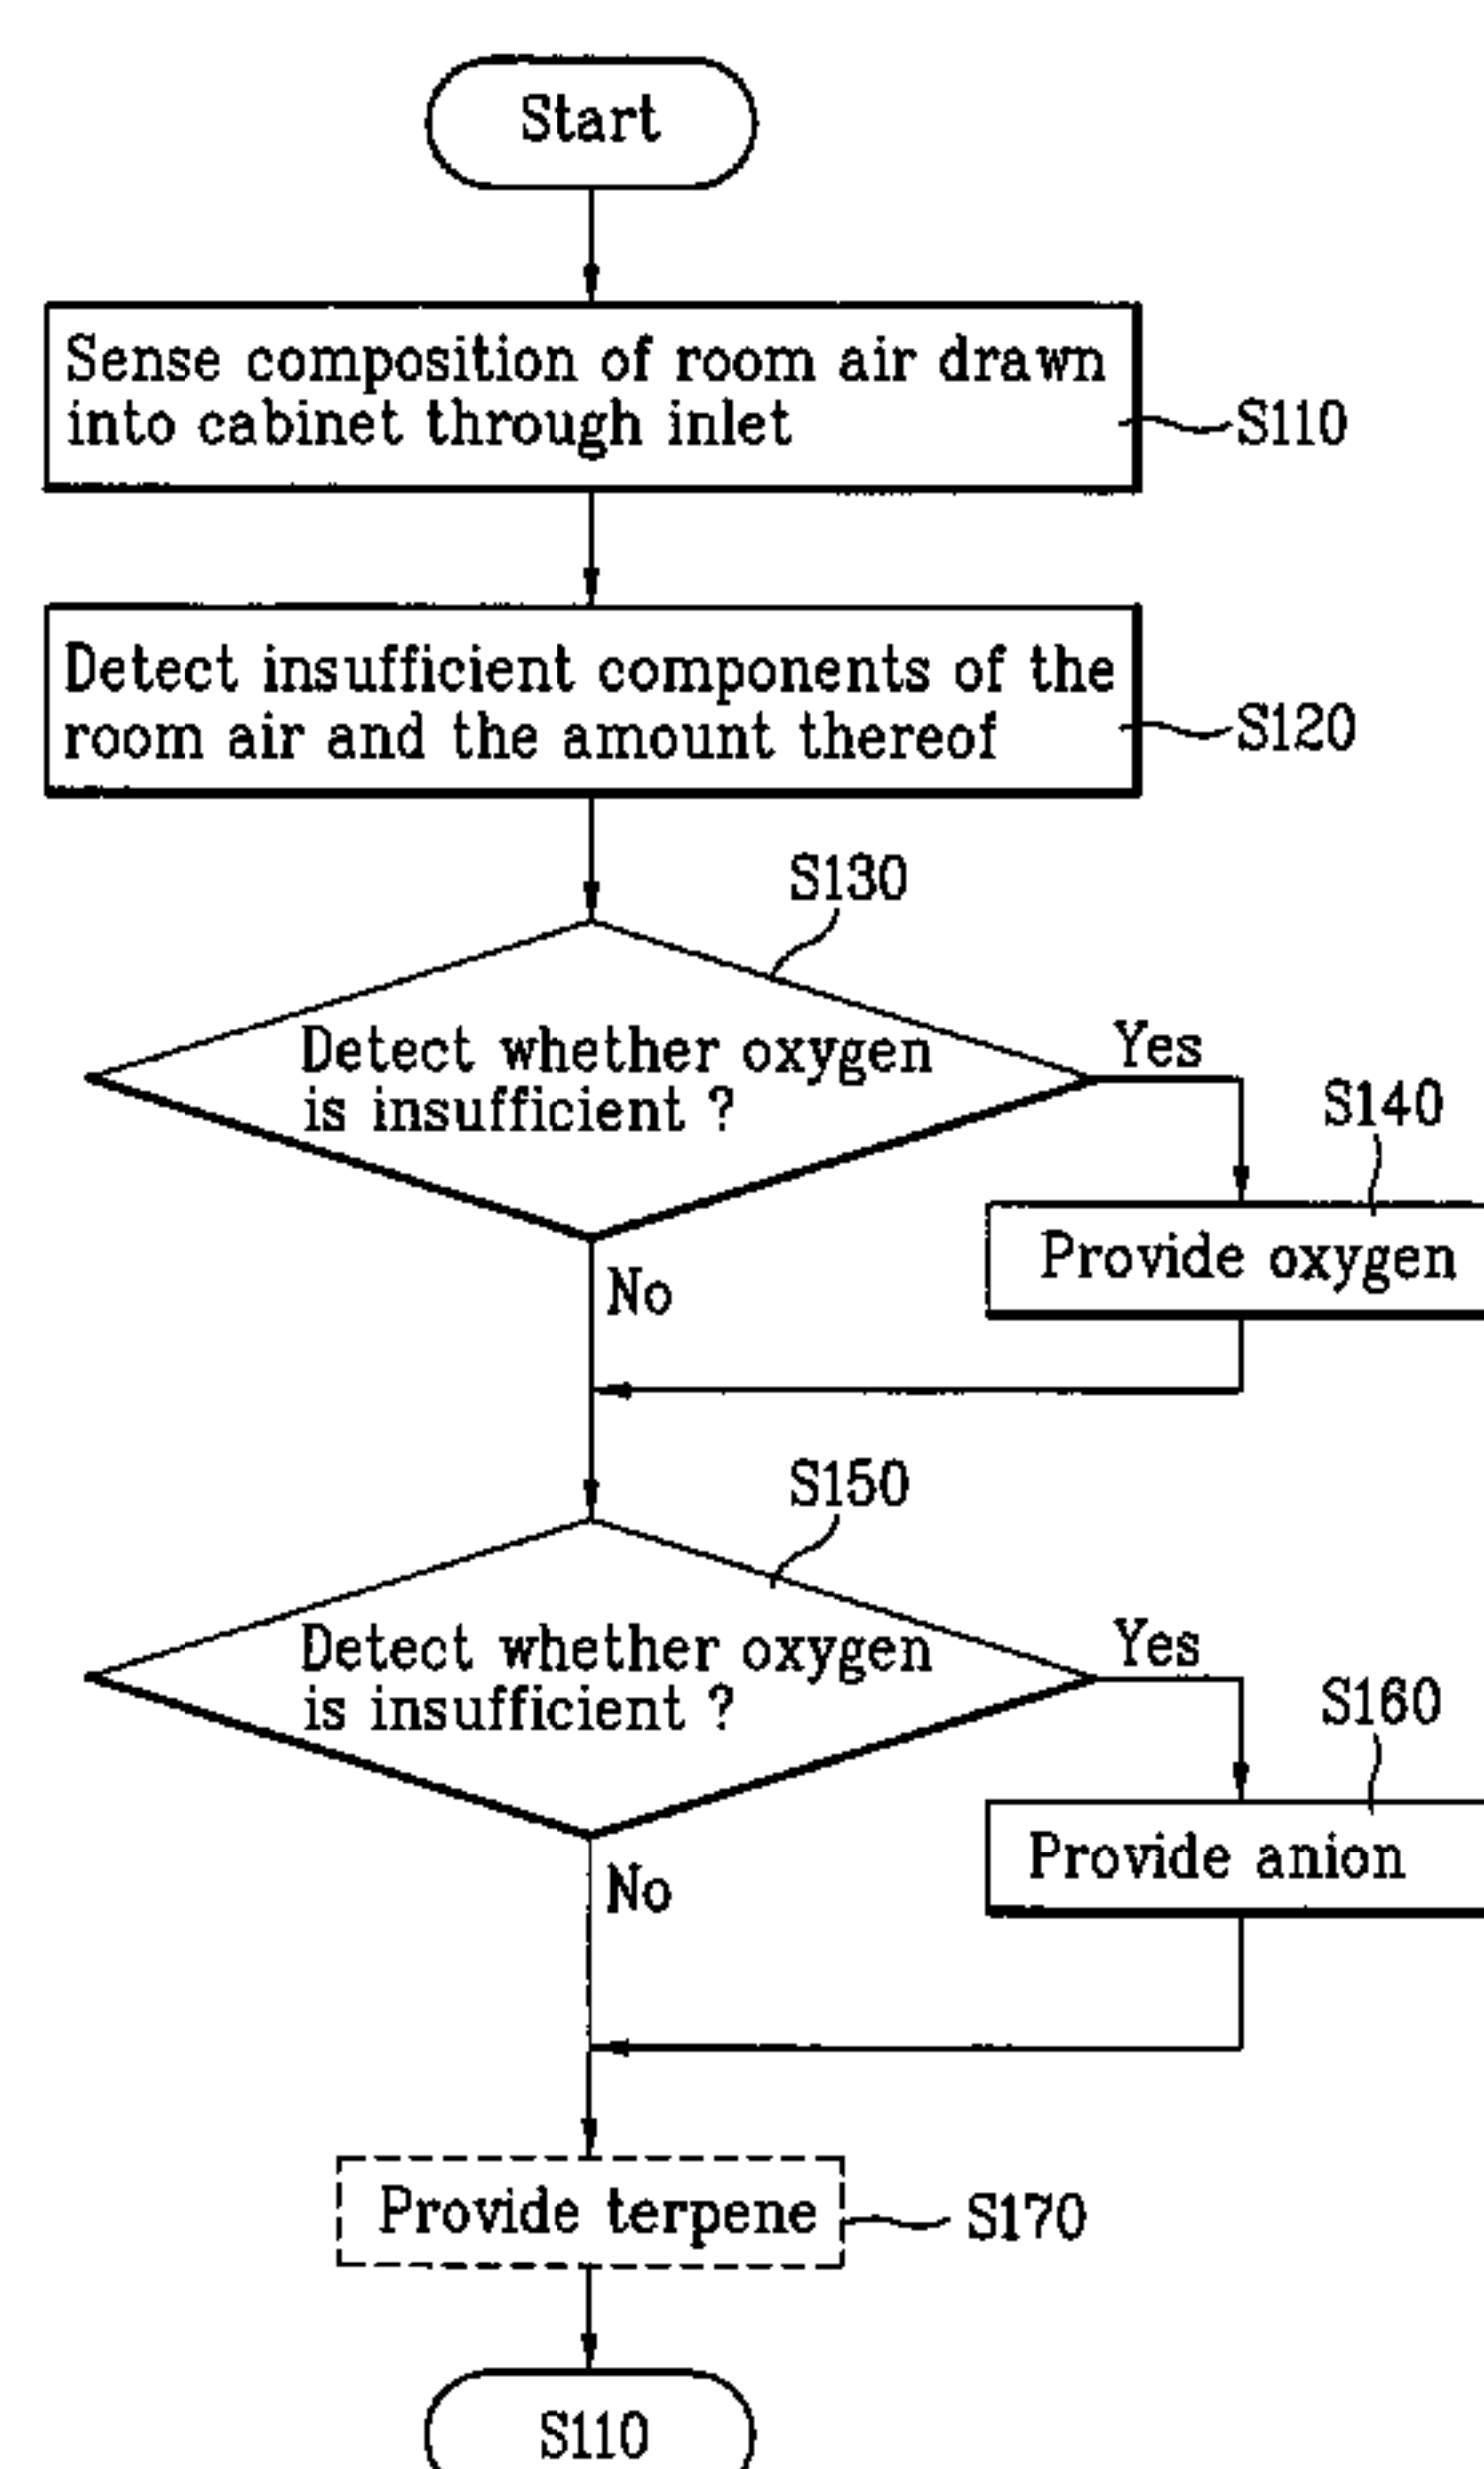 Start
Sense composition of room air drawn
into cabinet through inlet
S110
Detect insufficient components of the
room air and the amount thereof
S120
S130
Detect whether oxygen
is insufficient ?
Yes
S140
Provide oxygen
No
S150
Detect whether oxygen
is insufficient ?
Yes
S160
Provide anion
No
Provide terpene
S170
S110